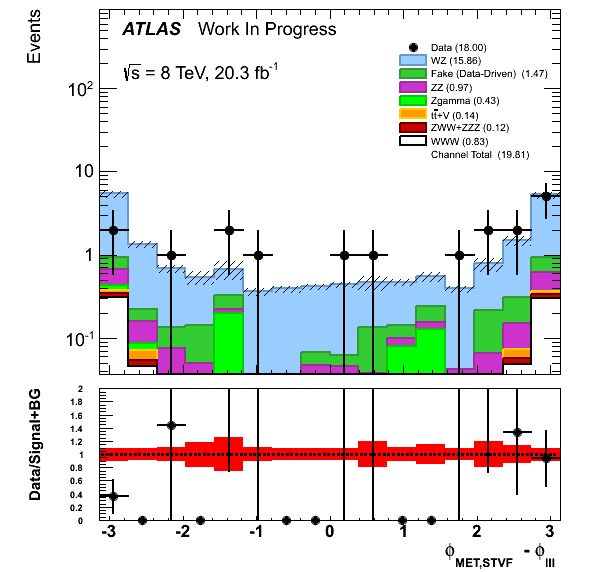 Events
ATLAS Work In Progress
√s = 8 TeV, 20.3 fb⁻¹
Data (18.00)
WZ (15.86)
Fake (Data-Driven) (1.47)
ZZ (0.97)
Zgamma (0.43)
tt̄+V (0.14)
ZWW+ZZZ (0.12)
WWW (0.83)
Channel Total (19.81)
10²
10
1
10⁻¹
Data/Signal+BG
2
1.8
1.6
1.4
1.2
1
0.8
0.6
0.4
0.2
0
-3 -2 -1 0 1 2 3
ϕMET,STVF - ϕlll